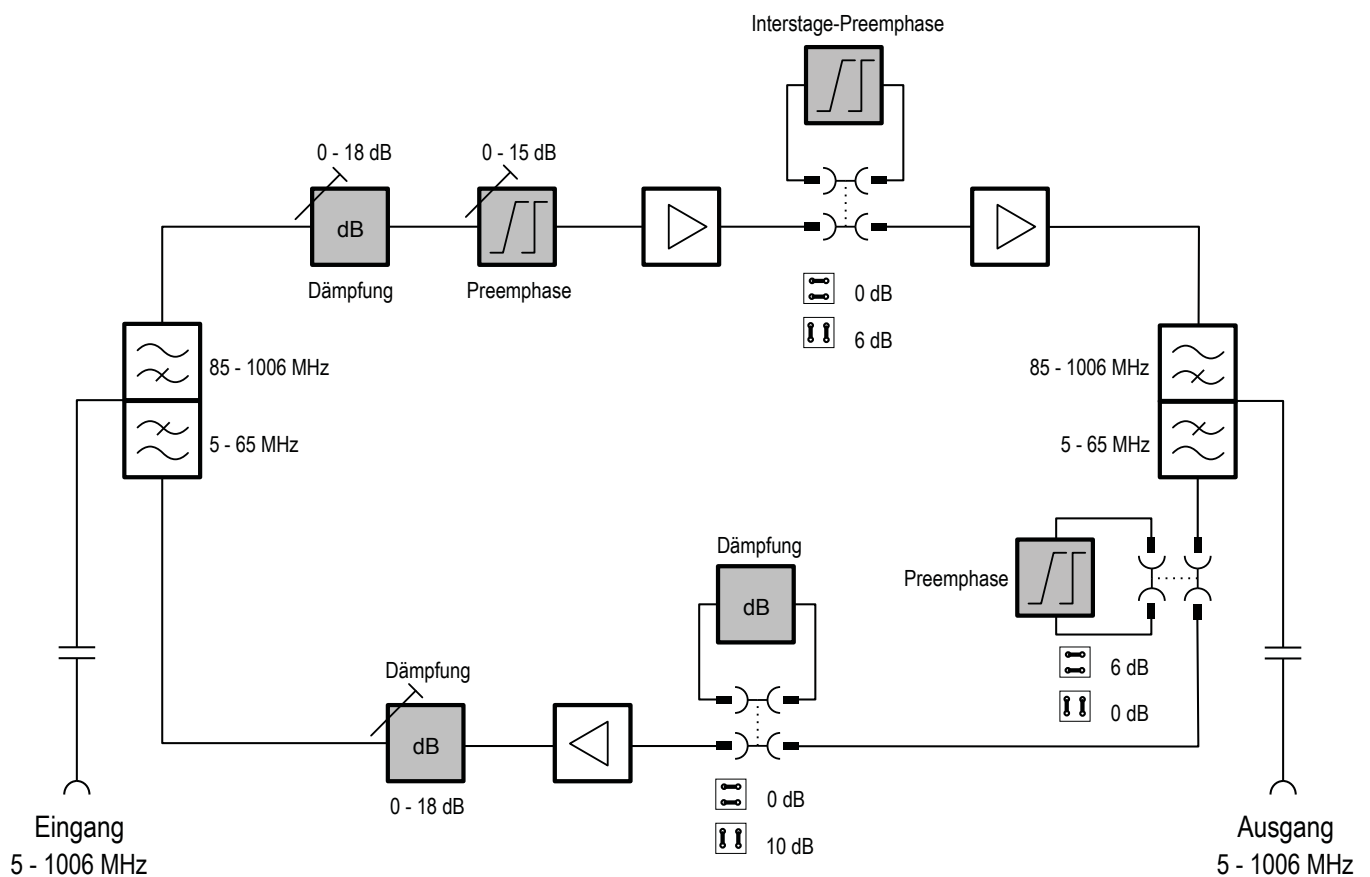 Interstage-Preemphase
0 - 18 dB
0 - 15 dB
dB
Dämpfung
Preemphase
0 dB
6 dB
85 - 1006 MHz
5 - 65 MHz
85 - 1006 MHz
5 - 65 MHz
Dämpfung
dB
Preemphase
6 dB
0 dB
Dämpfung
dB
0 - 18 dB
0 dB
10 dB
Eingang
5 - 1006 MHz
Ausgang
5 - 1006 MHz